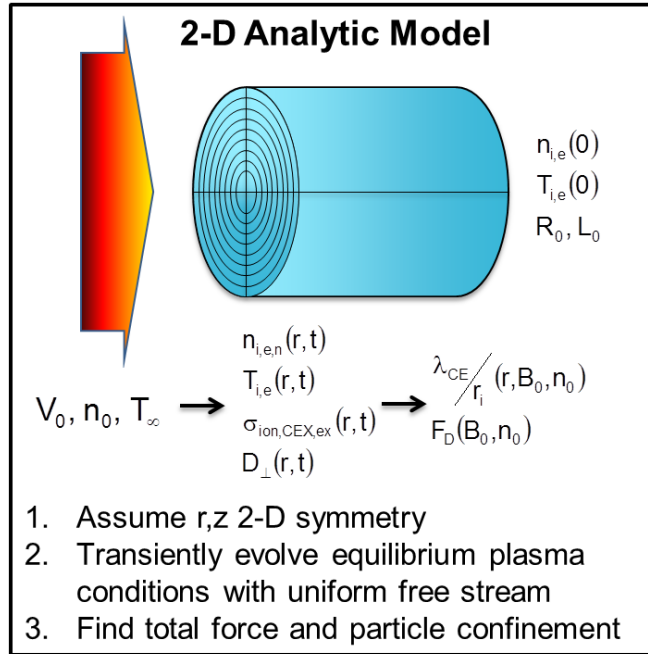 2-D Analytic Model
n_{i,e}(0)
T_{i,e}(0)
R_0, L_0
V_0, n_0, T_∞
n_{i,e,n}(r,t)
T_{i,e}(r,t)
σ_{ion,CEX,ex}(r,t)
D_⊥(r,t)
λ_{CE}/r_i (r,B_0,n_0)
F_D(B_0,n_0)
1. Assume r,z 2-D symmetry
2. Transiently evolve equilibrium plasma
conditions with uniform free stream
3. Find total force and particle confinement